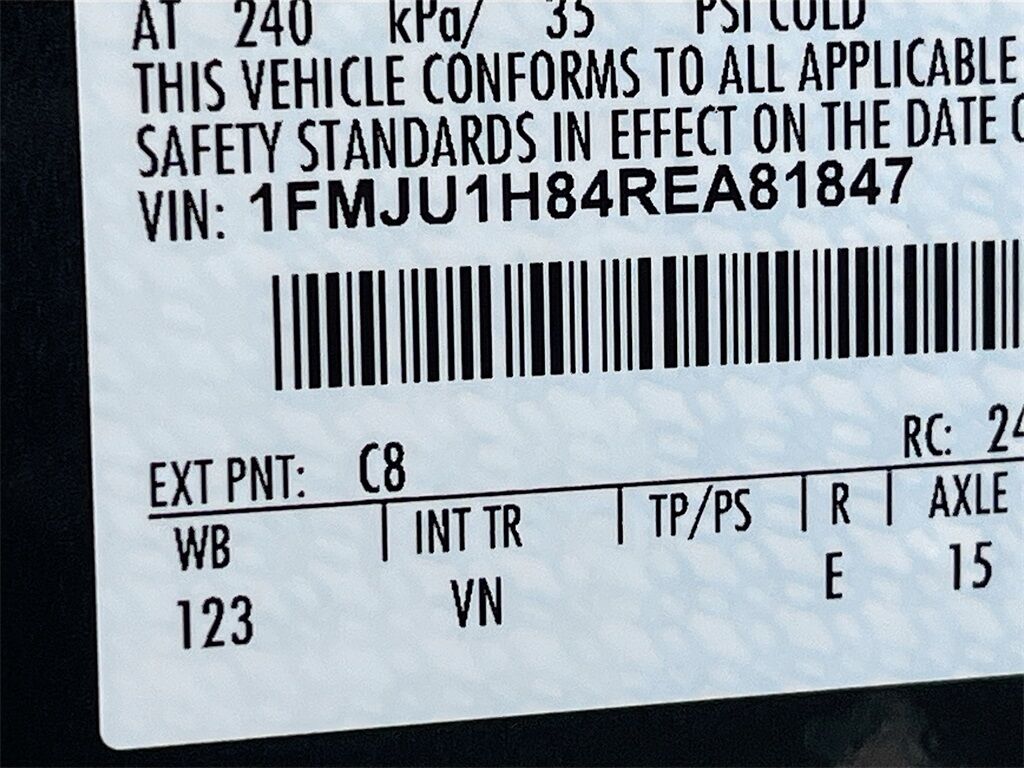 AT 240 kPa/ 35 PSI COLD
THIS VEHICLE CONFORMS TO ALL APPLICABLE
SAFETY STANDARDS IN EFFECT ON THE DATE
VIN: 1FMJU1H84REA81847
EXT PNT: C8 RC: 24
WB INT TR TP/PS R AXLE
123 VN E 15